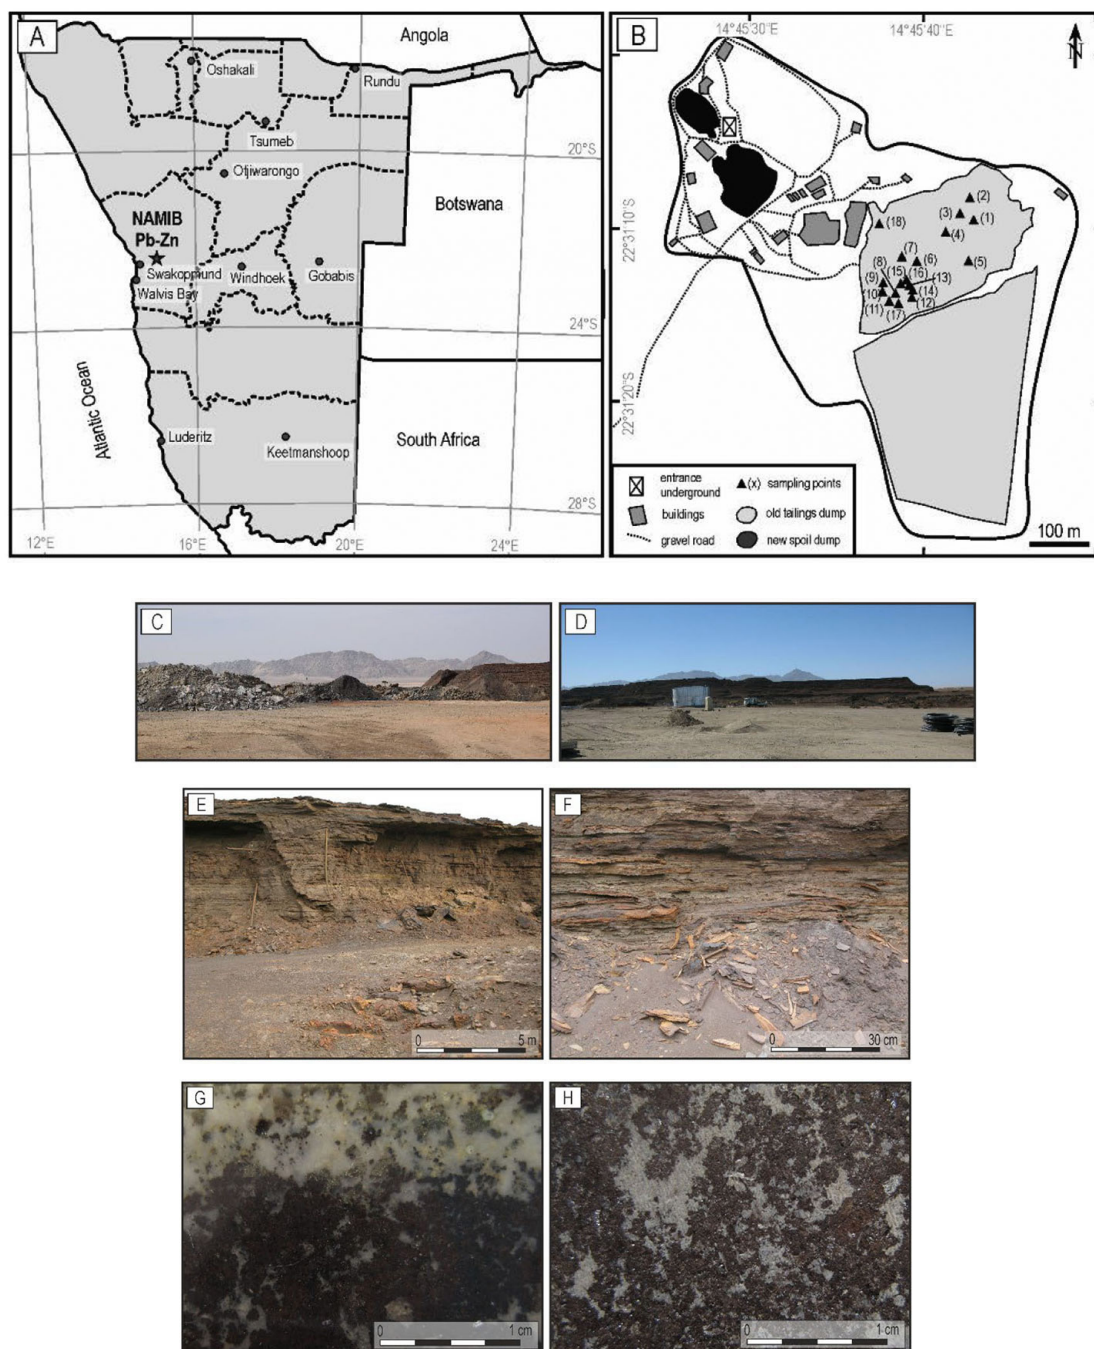 A
Angola
Oshakali
Rundu
Tsumeb
20°S
Otjiwarongo
NAMIB
Pb-Zn
Botswana
Swakopmund
Windhoek
Gobabis
Walvis Bay
24°S
Atlantic Ocean
Luderitz
Keetmanshoop
South Africa
28°S
12°E
16°E
20°E
24°E
B
14°45'30
14°45'40
N
22°31'10"S
22°31'20"S
(2)
(3)
(1)
(18)
(4)
(7)
(8)
(6)
(5)
(9)
(15)
(16)
(13)
(10)
(14)
(11)
(17)
(12)
entrance
underground
(x) sampling points
buildings
old tailings dump
gravel road
new spoil dump
100 m
C
D
E
0
5 m
F
0
30 cm
G
0
1 cm
H
0
1 cm